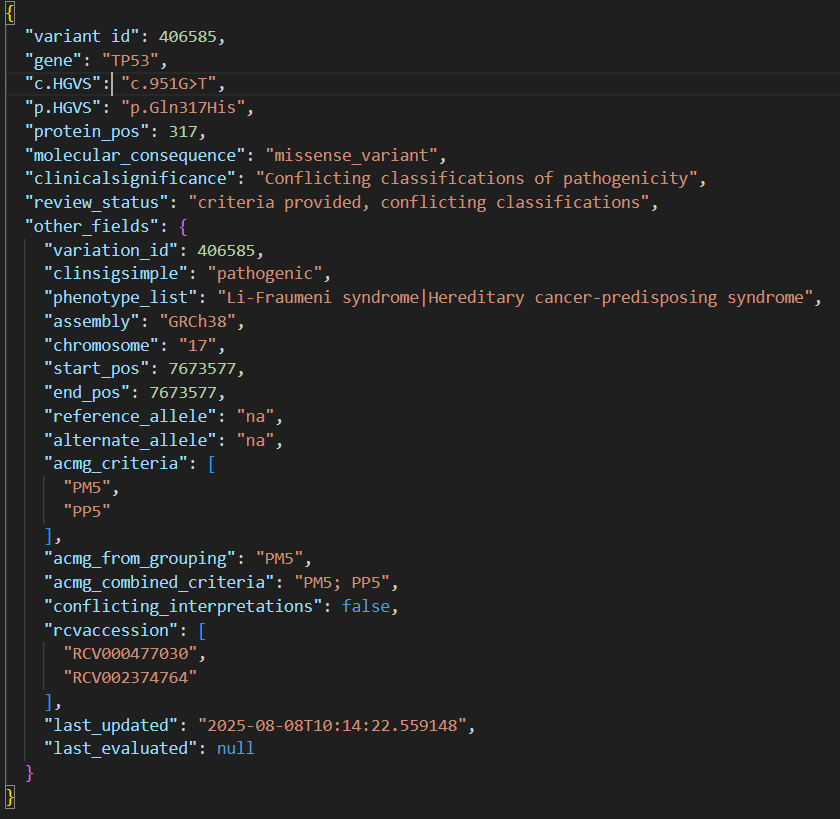 {
"variant id": 406585,
"gene": "TP53",
"c.HGVS": "c.951G>T",
"p.HGVS": "p.Gln317His",
"protein_pos": 317,
"molecular_consequence": "missense_variant",
"clinicalsignificance": "Conflicting classifications of pathogenicity",
"review_status": "criteria provided, conflicting classifications",
"other_fields": {
"variation_id": 406585,
"clinsigsimple": "pathogenic",
"phenotype_list": "Li-Fraumeni syndrome|Hereditary cancer-predisposing syndrome",
"assembly": "GRCh38",
"chromosome": "17",
"start_pos": 7673577,
"end_pos": 7673577,
"reference_allele": "na",
"alternate_allele": "na",
"acmg_criteria": [
"PM5",
"PP5"
],
"acmg_from_grouping": "PM5",
"acmg_combined_criteria": "PM5; PP5",
"conflicting_interpretations": false,
"rcvaccession": [
"RCV000477030",
"RCV002374764"
],
"last_updated": "2025-08-08T10:14:22.559148",
"last_evaluated": null
}
}